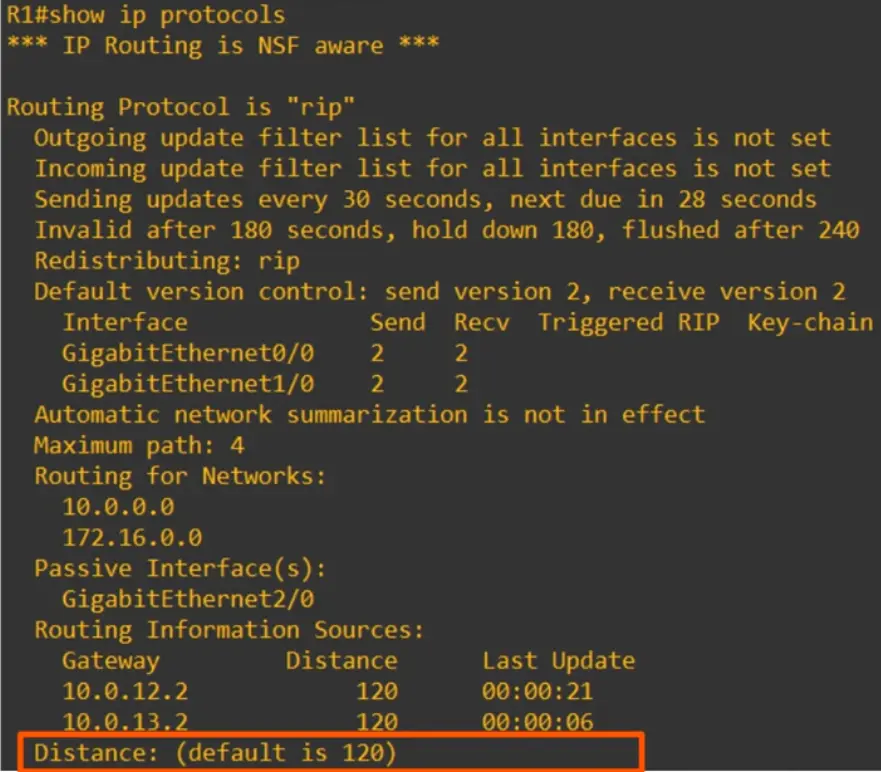 R1#show ip protocols
*** IP Routing is NSF aware ***
Routing Protocol is "rip"
Outgoing update filter list for all interfaces is not set
Incoming update filter list for all interfaces is not set
Sending updates every 30 seconds, next due in 28 seconds
Invalid after 180 seconds, hold down 180, flushed after 240
Redistributing: rip
Default version control: send version 2, receive version 2
Interface Send Recv Triggered RIP Key-chain
GigabitEthernet0/0 2 2
GigabitEthernet1/0 2 2
Automatic network summarization is not in effect
Maximum path: 4
Routing for Networks:
10.0.0.0
172.16.0.0
Passive Interface(s):
GigabitEthernet2/0
Routing Information Sources:
Gateway Distance Last Update
10.0.12.2 120 00:00:21
10.0.13.2 120 00:00:06
Distance: (default is 120)